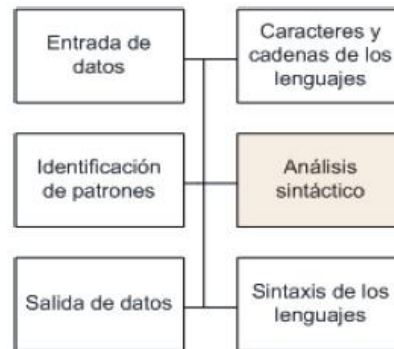 Entrada de
datos
Caracteres y
cadenas de los
lenguajes
Identificación
de patrones
Análisis
sintáctico
Salida de datos
Sintaxis de los
lenguajes